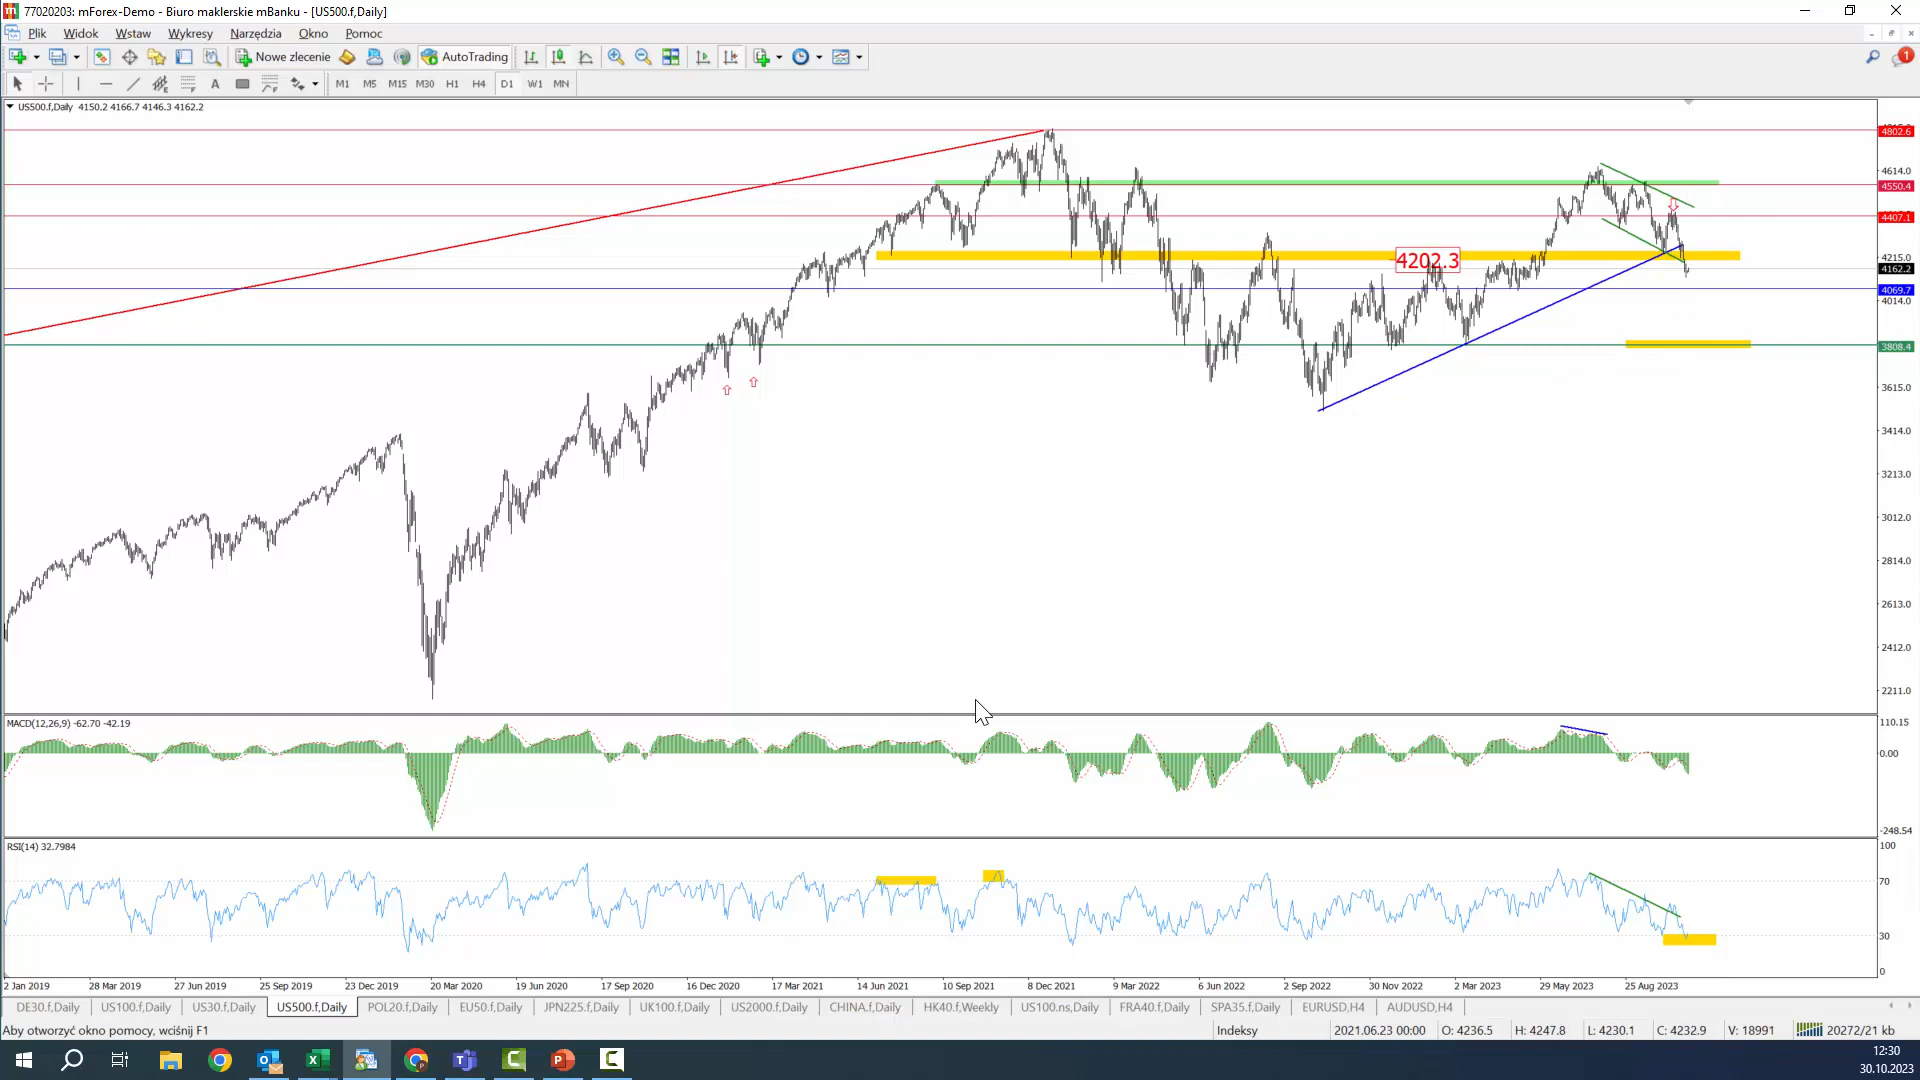 77020203: mForex-Demo - Biuro maklerskie mBanku - [US500.f,Daily]
Plik Widok Wstaw Wykresy Narzędzia Okno Pomoc
Nowe zlecenie AutoTrading 1
A M1 M5 M15 M30 H1 H4 D1 W1 MN
US500.f,Daily 4150.2 4166.7 4146.3 4162.2
4802.6
4614.0
4550.4
4407.1
4215.0
4202.3
4162.2
4069.7
4014.0
3808.4
3615.0
3414.0
3213.0
3012.0
2814.0
2613.0
2412.0
2211.0
MACD(12,26,9) -62.70 -42.19
110.15
0.00
-248.54
RSI(14) 32.7984
100
70
30
0
2 Jan 2019 28 Mar 2019 27 Jun 2019 25 Sep 2019 23 Dec 2019 20 Mar 2020 19 Jun 2020 17 Sep 2020 16 Dec 2020 17 Mar 2021 14 Jun 2021 10 Sep 2021 8 Dec 2021 9 Mar 2022 6 Jun 2022 2 Sep 2022 30 Nov 2022 2 Mar 2023 29 May 2023 25 Aug 2023
DE30.f,Daily US100.f,Daily US30.f,Daily US500.f,Daily POL20.f,Daily EU50.f,Daily JPN225.f,Daily UK100.f,Daily US2000.f,Daily CHINA.f,Daily HK40.f,Weekly US100.ns,Daily FRA40.f,Daily SPA35.f,Daily EURUSD,H4 AUDUSD,H4
Aby otworzyć okno pomocy, wciśnij F1 Indeksy 2021.06.23 00:00 O: 4236.5 H: 4247.8 L: 4230.1 C: 4232.9 V: 18991 20272/21 kb
12:30
30.10.2023